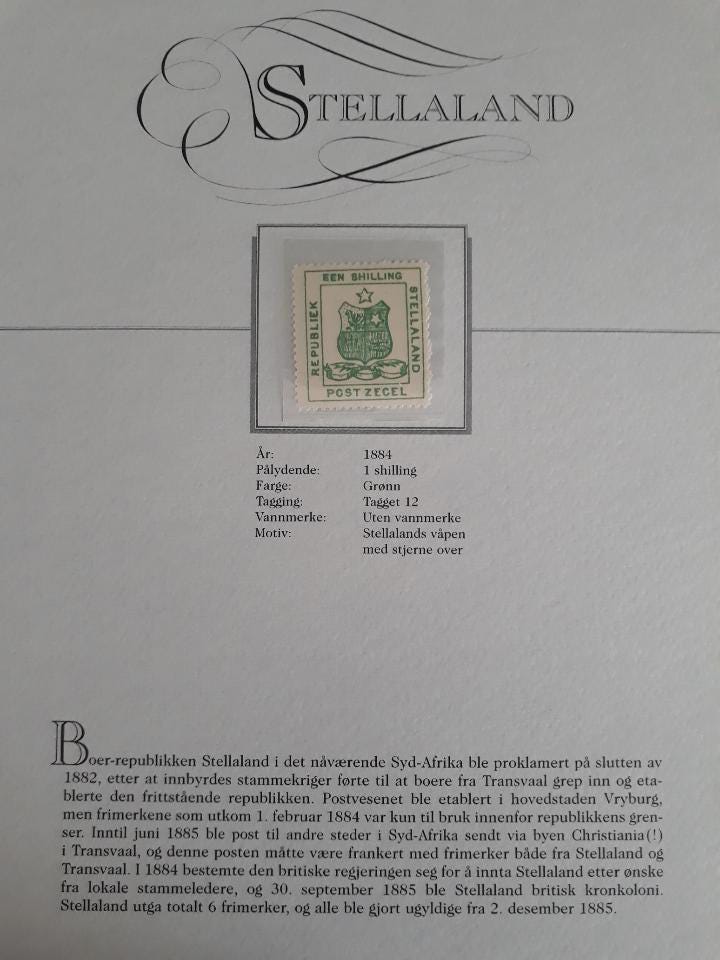 STELLALAND
EEN SHILLING
REPUBLIEK
STELLALAND
POSTZEGEL
År: 1884
Pålydende: 1 shilling
Farge: Grønn
Tagging: Tagget 12
Vannmerke: Uten vannmerke
Motiv: Stellalands våpen
med stjerne over
Boer-republikken Stellaland i det nåværende Syd-Afrika ble proklamert på slutten av
1882, etter at innbyrdes stammekriger førte til at boere fra Transvaal grep inn og eta-
blerte den frittstående republikken. Postvesenet ble etablert i hovedstaden Vryburg,
men frimerkene som utkom 1. februar 1884 var kun til bruk innenfor republikkens gren-
ser. Inntil juni 1885 ble post til andre steder i Syd-Afrika sendt via byen Christiania(!)
i Transvaal, og denne posten måtte være frankert med frimerker både fra Stellaland og
Transvaal. I 1884 bestemte den britiske regjeringen seg for å innta Stellaland etter ønske
fra lokale stammeledere, og 30. september 1885 ble Stellaland britisk kronkoloni.
Stellaland utga totalt 6 frimerker, og alle ble gjort ugyldige fra 2. desember 1885.